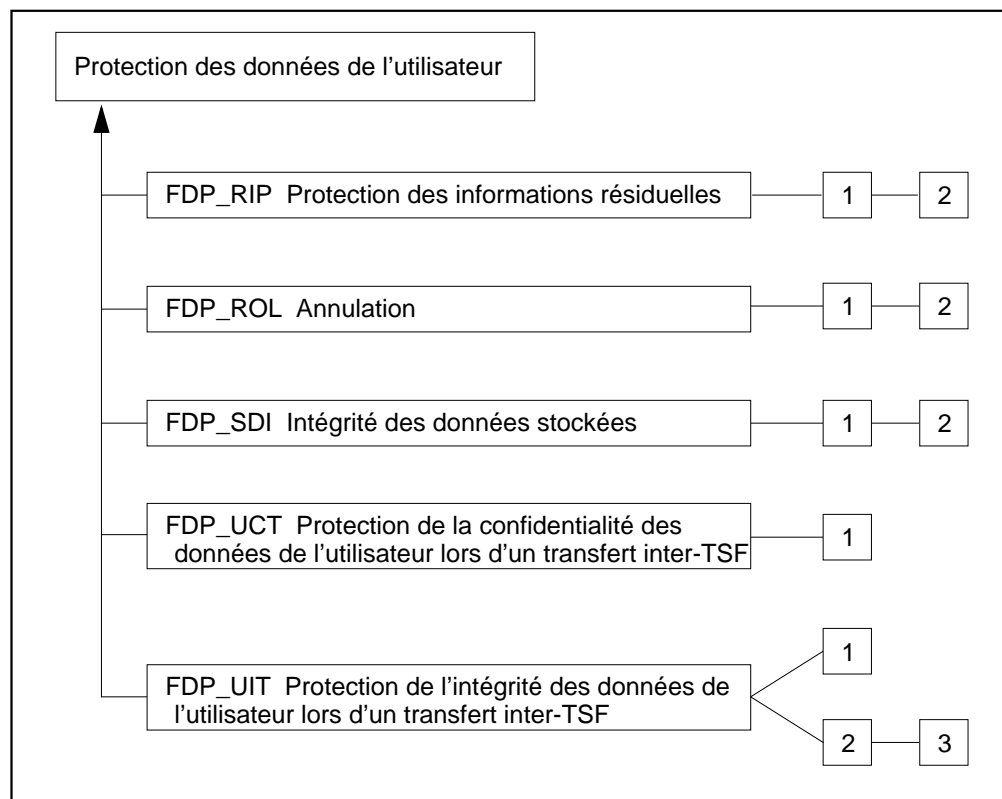 Protection des données de l’utilisateur
FDP_RIP Protection des informations résiduelles 1 2
FDP_ROL Annulation 1 2
FDP_SDI Intégrité des données stockées 1 2
FDP_UCT Protection de la confidentialité des
données de l’utilisateur lors d’un transfert inter-TSF
1
FDP_UIT Protection de l’intégrité des données de
l’utilisateur lors d’un transfert inter-TSF
1
2 3